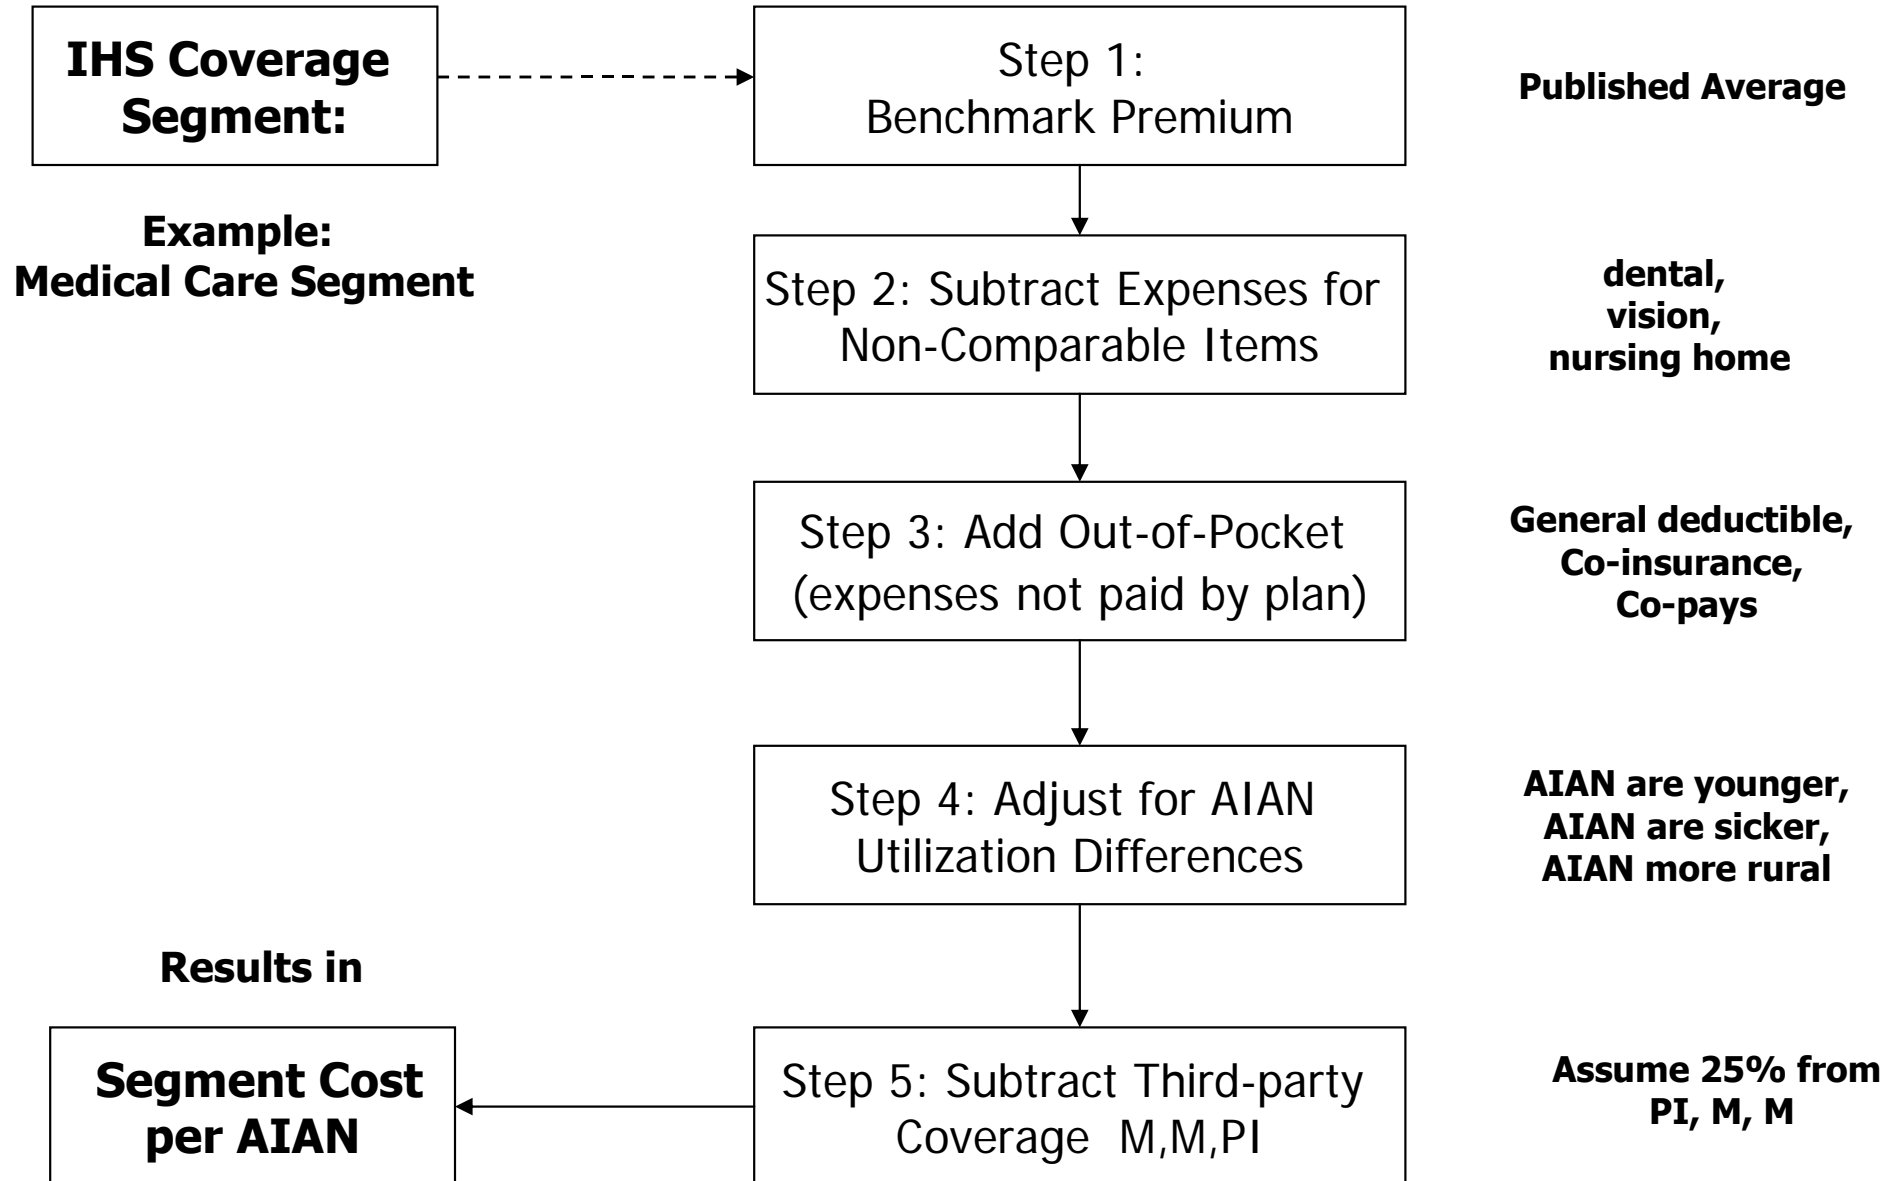 IHS Coverage
Segment:
Step 1:
Benchmark Premium
Published Average
Example:
Medical Care Segment
Step 2: Subtract Expenses for
Non-Comparable Items
dental,
vision,
nursing home
Step 3: Add Out-of-Pocket
(expenses not paid by plan)
General deductible,
Co-insurance,
Co-pays
Step 4: Adjust for AIAN
Utilization Differences
AIAN are younger,
AIAN are sicker,
AIAN more rural
Results in
Segment Cost
per AIAN
Step 5: Subtract Third-party
Coverage M,M,PI
Assume 25% from
PI, M, M